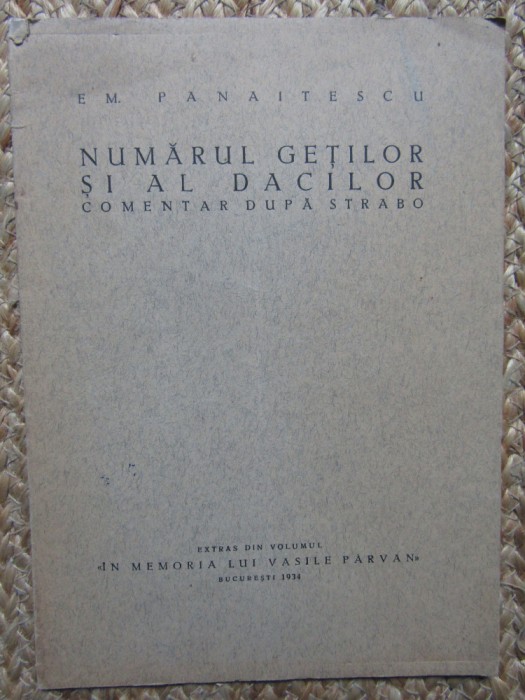 EM. PANAITESCU
NUMĂRUL GEȚILOR
ȘI AL DACILOR
COMENTAR DUPĂ STRABO
EXTRAS DIN VOLUMUL
«ÎN MEMORIA LUI VASILE PÂRVAN»
BUCUREȘTI 1934